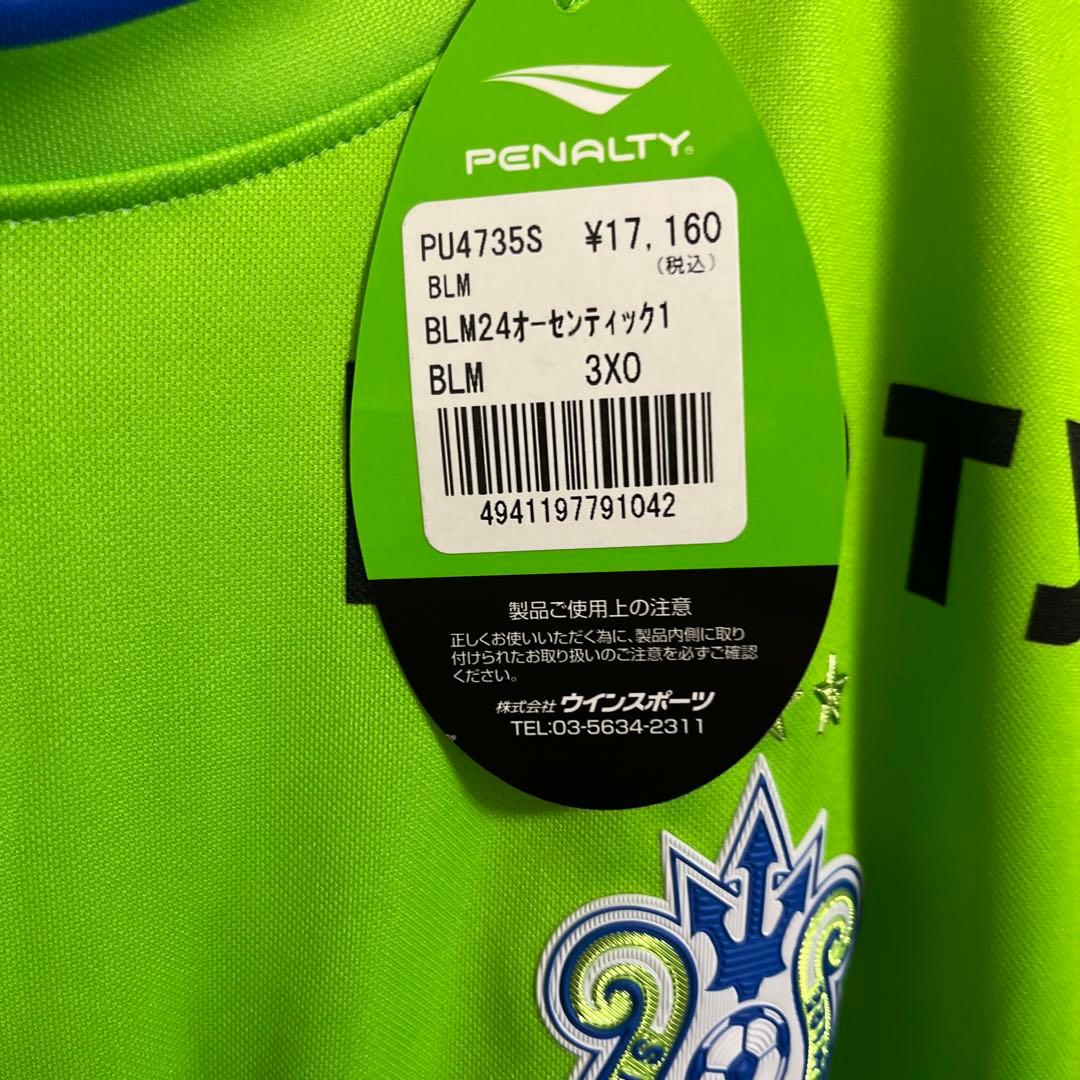 PENALTY
PU4735S ¥17,160
(税込)
BLM
BLM24ｵｰｾﾝﾃｨｯｸ1
BLM 3XO
4941197791042
製品ご使用上の注意
正しくお使いいただく為に、製品内側に取り
付けられたお取り扱いのご注意を必ずご確認
ください。
株式会社ウインスポーツ
TEL:03-5634-2311
T